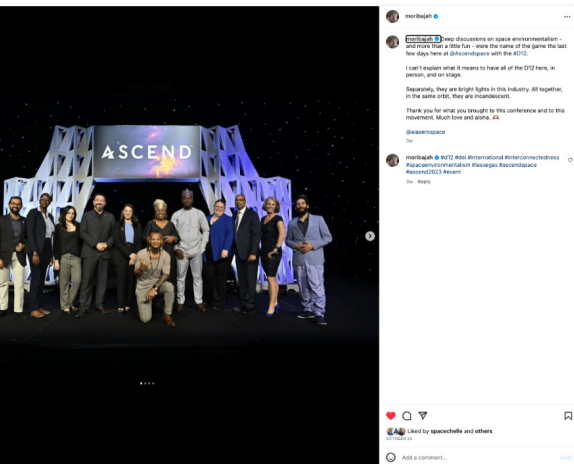 moribajah
moribajah Deep discussions on space environmentalism -
and more than a little fun - were the name of the game the last
few days here at @Ascendspace with the #D12.
I can't explain what it means to have all of the D12 here, in
person, and on stage.
Separately, they are bright lights in this industry. All together,
in the same orbit, they are incandescent.
Thank you for what you brought to this conference and to this
movement. Much love and aloha.
@aiaaerospace
3w
moribajah #d12 #dei #international #interconnectedness
#spaceenvironmentalism #lasvegas #ascendspace
#ascend2023 #event
3w Reply
ASCEND
Liked by spacechelle and others
OCTOBER 25
Add a comment...
Post